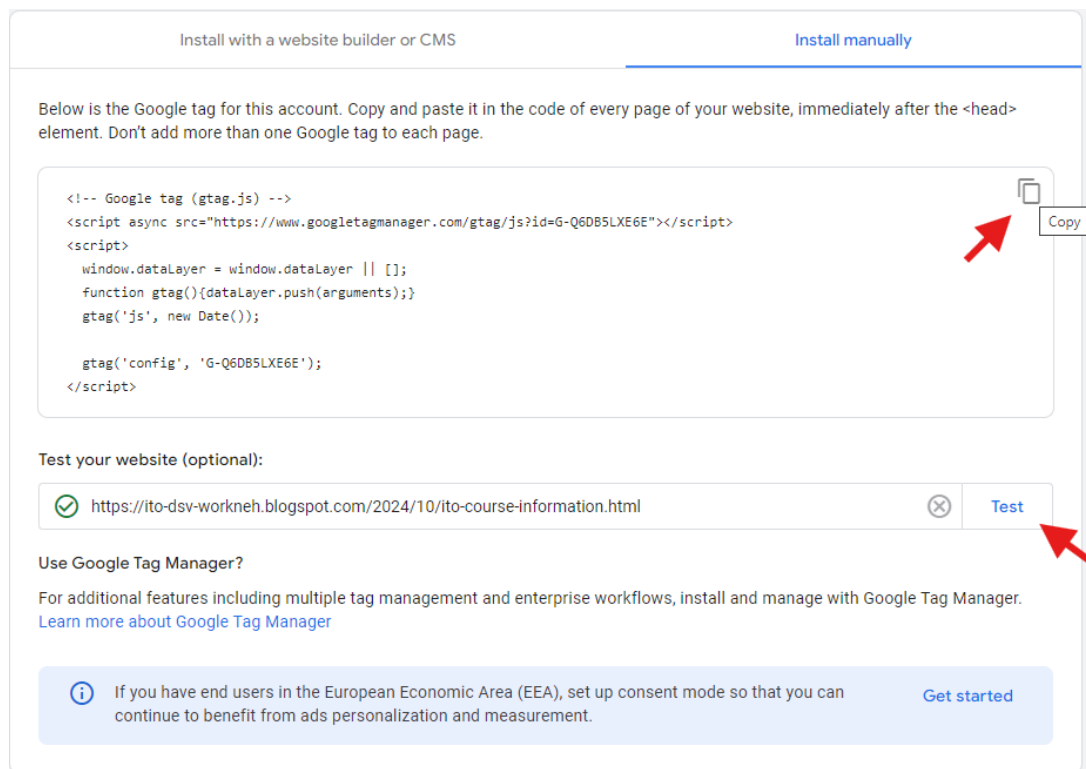 Install with a website builder or CMS
Install manually
Below is the Google tag for this account. Copy and paste it in the code of every page of your website, immediately after the <head>
element. Don't add more than one Google tag to each page.
<!-- Google tag (gtag.js) -->
<script async src="https://www.googletagmanager.com/gtag/js?id=G-Q6DB5LXE6E"></script>
<script>
  window.dataLayer = window.dataLayer || [];
  function gtag(){dataLayer.push(arguments);}
  gtag('js', new Date());

  gtag('config', 'G-Q6DB5LXE6E');
</script>
Copy
Test your website (optional):
https://ito-dsv-workneh.blogspot.com/2024/10/ito-course-information.html
Test
Use Google Tag Manager?
For additional features including multiple tag management and enterprise workflows, install and manage with Google Tag Manager.
Learn more about Google Tag Manager
If you have end users in the European Economic Area (EEA), set up consent mode so that you can
continue to benefit from ads personalization and measurement.
Get started